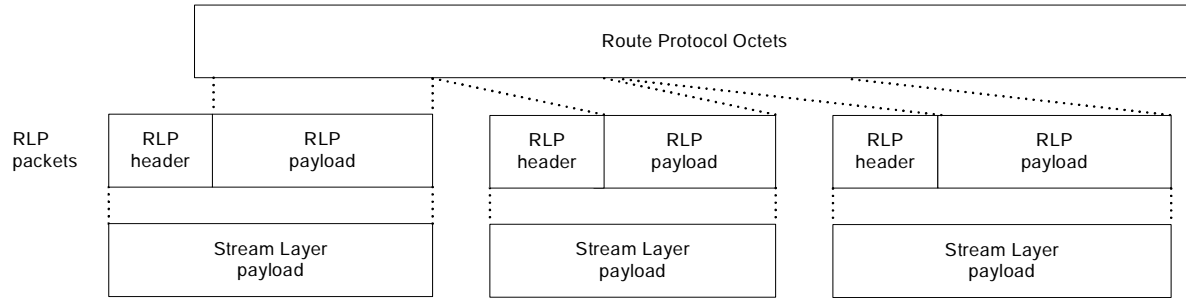 Route Protocol Octets
RLP
packets
RLP
header
RLP
payload
RLP
header
RLP
payload
RLP
header
RLP
payload
Stream Layer
payload
Stream Layer
payload
Stream Layer
payload